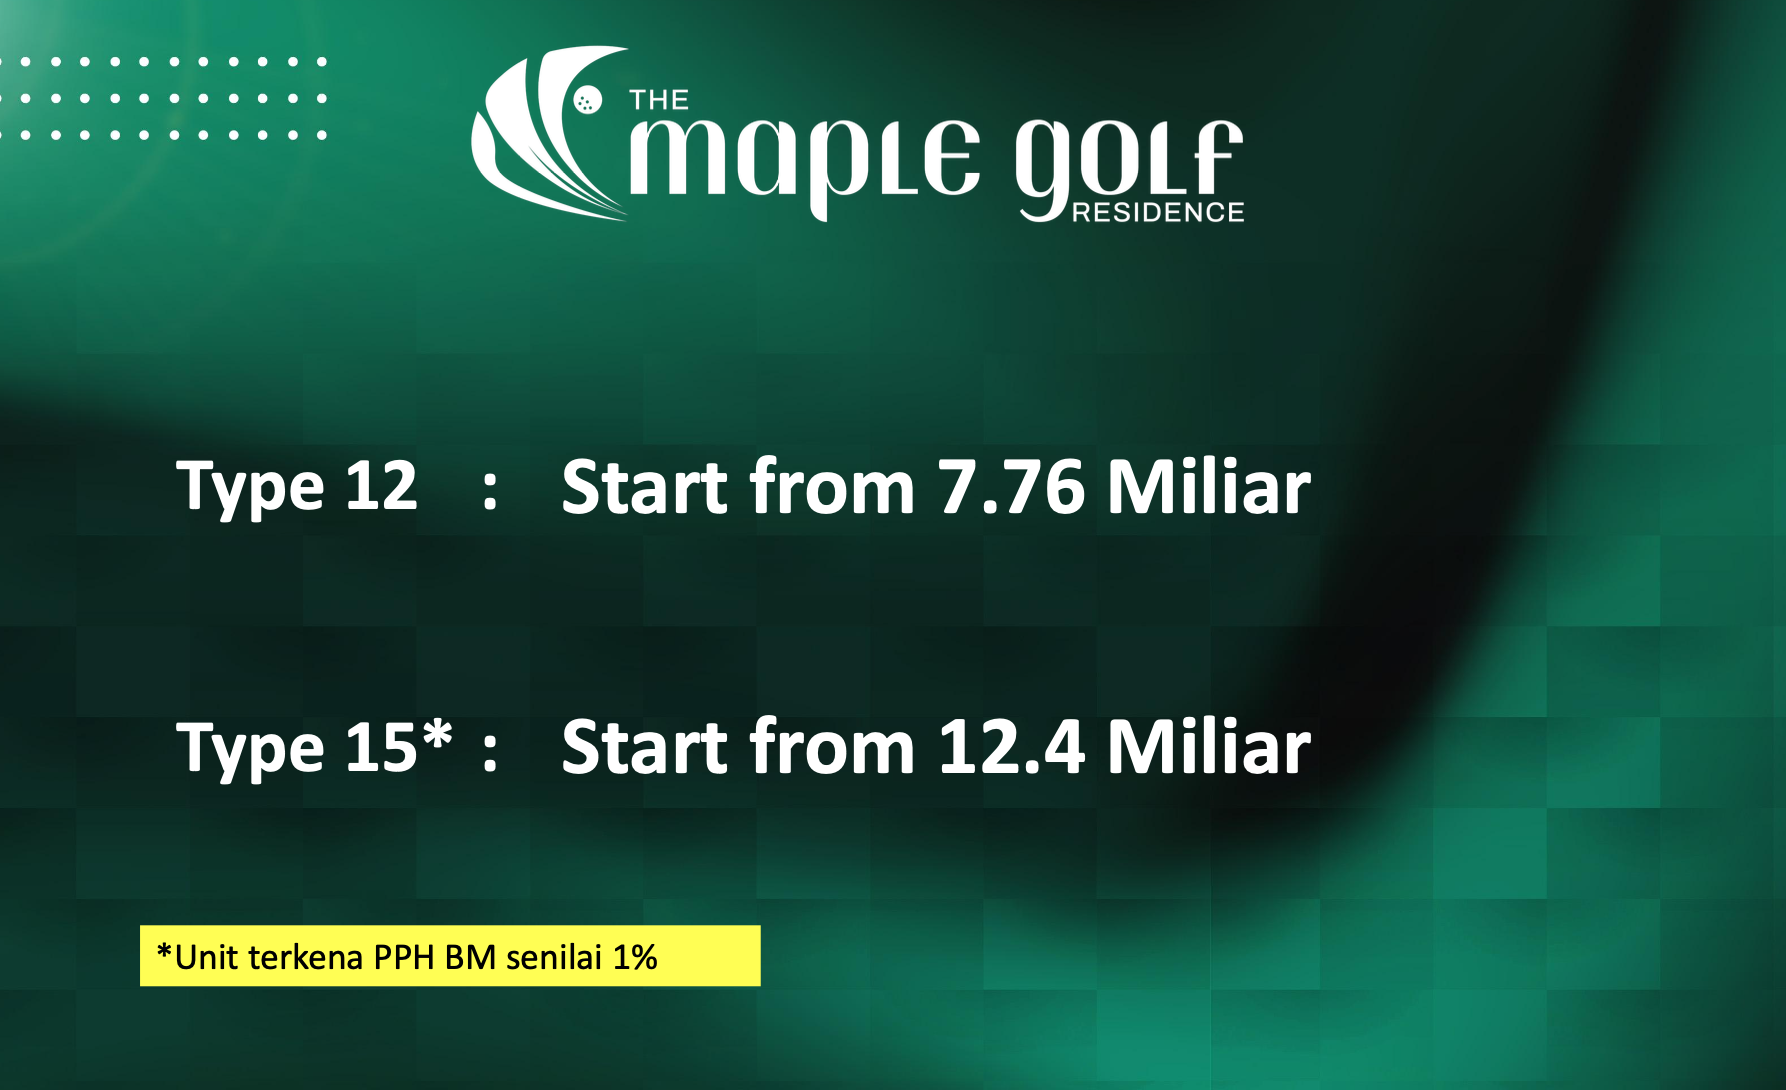 THE
maple golf
RESIDENCE
Type 12 : Start from 7.76 Miliar
Type 15* : Start from 12.4 Miliar
*Unit terkena PPH BM senilai 1%